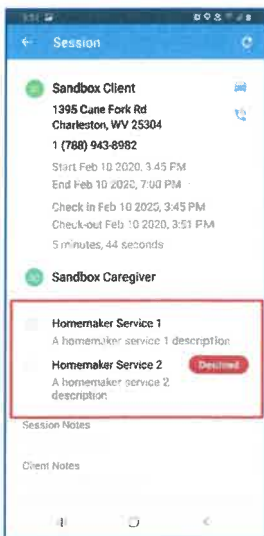 Session
Sandbox Client
1395 Cane Fork Rd
Charleston, WV 25304
1 (788) 943-8982
Start Feb 10 2020, 3:45 PM
End Feb 10 2020, 7:00 PM
Check in Feb 10 2020, 3:45 PM
Check-out Feb 10 2020, 3:51 PM
5 minutes, 44 seconds
Sandbox Caregiver
Homemaker Service 1
A homemaker service 1 description
Homemaker Service 2
Declined
A homemaker service 2
description
Session Notes
Client Notes